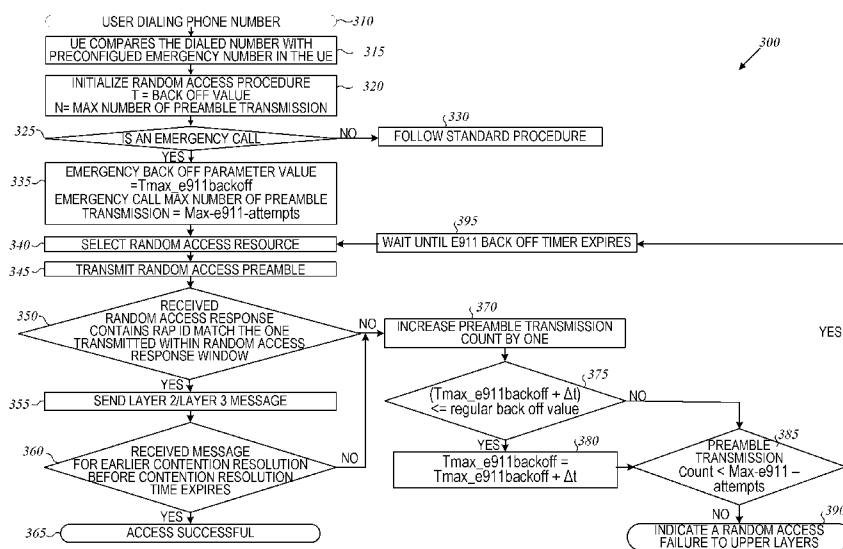 USER DIALING PHONE NUMBER
310
UE COMPARES THE DIALED NUMBER WITH
PRECONFIGUED EMERGENCY NUMBER IN THE UE
315
300
INITIALIZE RANDOM ACCESS PROCEDURE
T = BACK OFF VALUE
N= MAX NUMBER OF PREAMBLE TRANSMISSION
320
325
IS AN EMERGENCY CALL
NO
330
FOLLOW STANDARD PROCEDURE
YES
335
EMERGENCY BACK OFF PARAMETER VALUE
=Tmax_e911backoff
EMERGENCY CALL MAX NUMBER OF PREAMBLE
TRANSMISSION = Max-e911-attempts
395
WAIT UNTIL E911 BACK OFF TIMER EXPIRES
340
SELECT RANDOM ACCESS RESOURCE
345
TRANSMIT RANDOM ACCESS PREAMBLE
350
RECEIVED
RANDOM ACCESS RESPONSE
CONTAINS RAP ID MATCH THE ONE
TRANSMITTED WITHIN RANDOM ACCESS
RESPONSE WINDOW
NO
370
INCREASE PREAMBLE TRANSMISSION
COUNT BY ONE
YES
YES
355
SEND LAYER 2/LAYER 3 MESSAGE
375
(Tmax_e911backoff + Δt)
<= regular back off value
NO
YES
360
RECEIVED MESSAGE
FOR EARLIER CONTENTION RESOLUTION
BEFORE CONTENTION RESOLUTION
TIME EXPIRES
NO
380
Tmax_e911backoff =
Tmax_e911backoff + Δt
385
PREAMBLE
TRANSMISSION
Count < Max-e911 –
attempts
YES
NO
365
ACCESS SUCCESSFUL
390
INDICATE A RANDOM ACCESS
FAILURE TO UPPER LAYERS